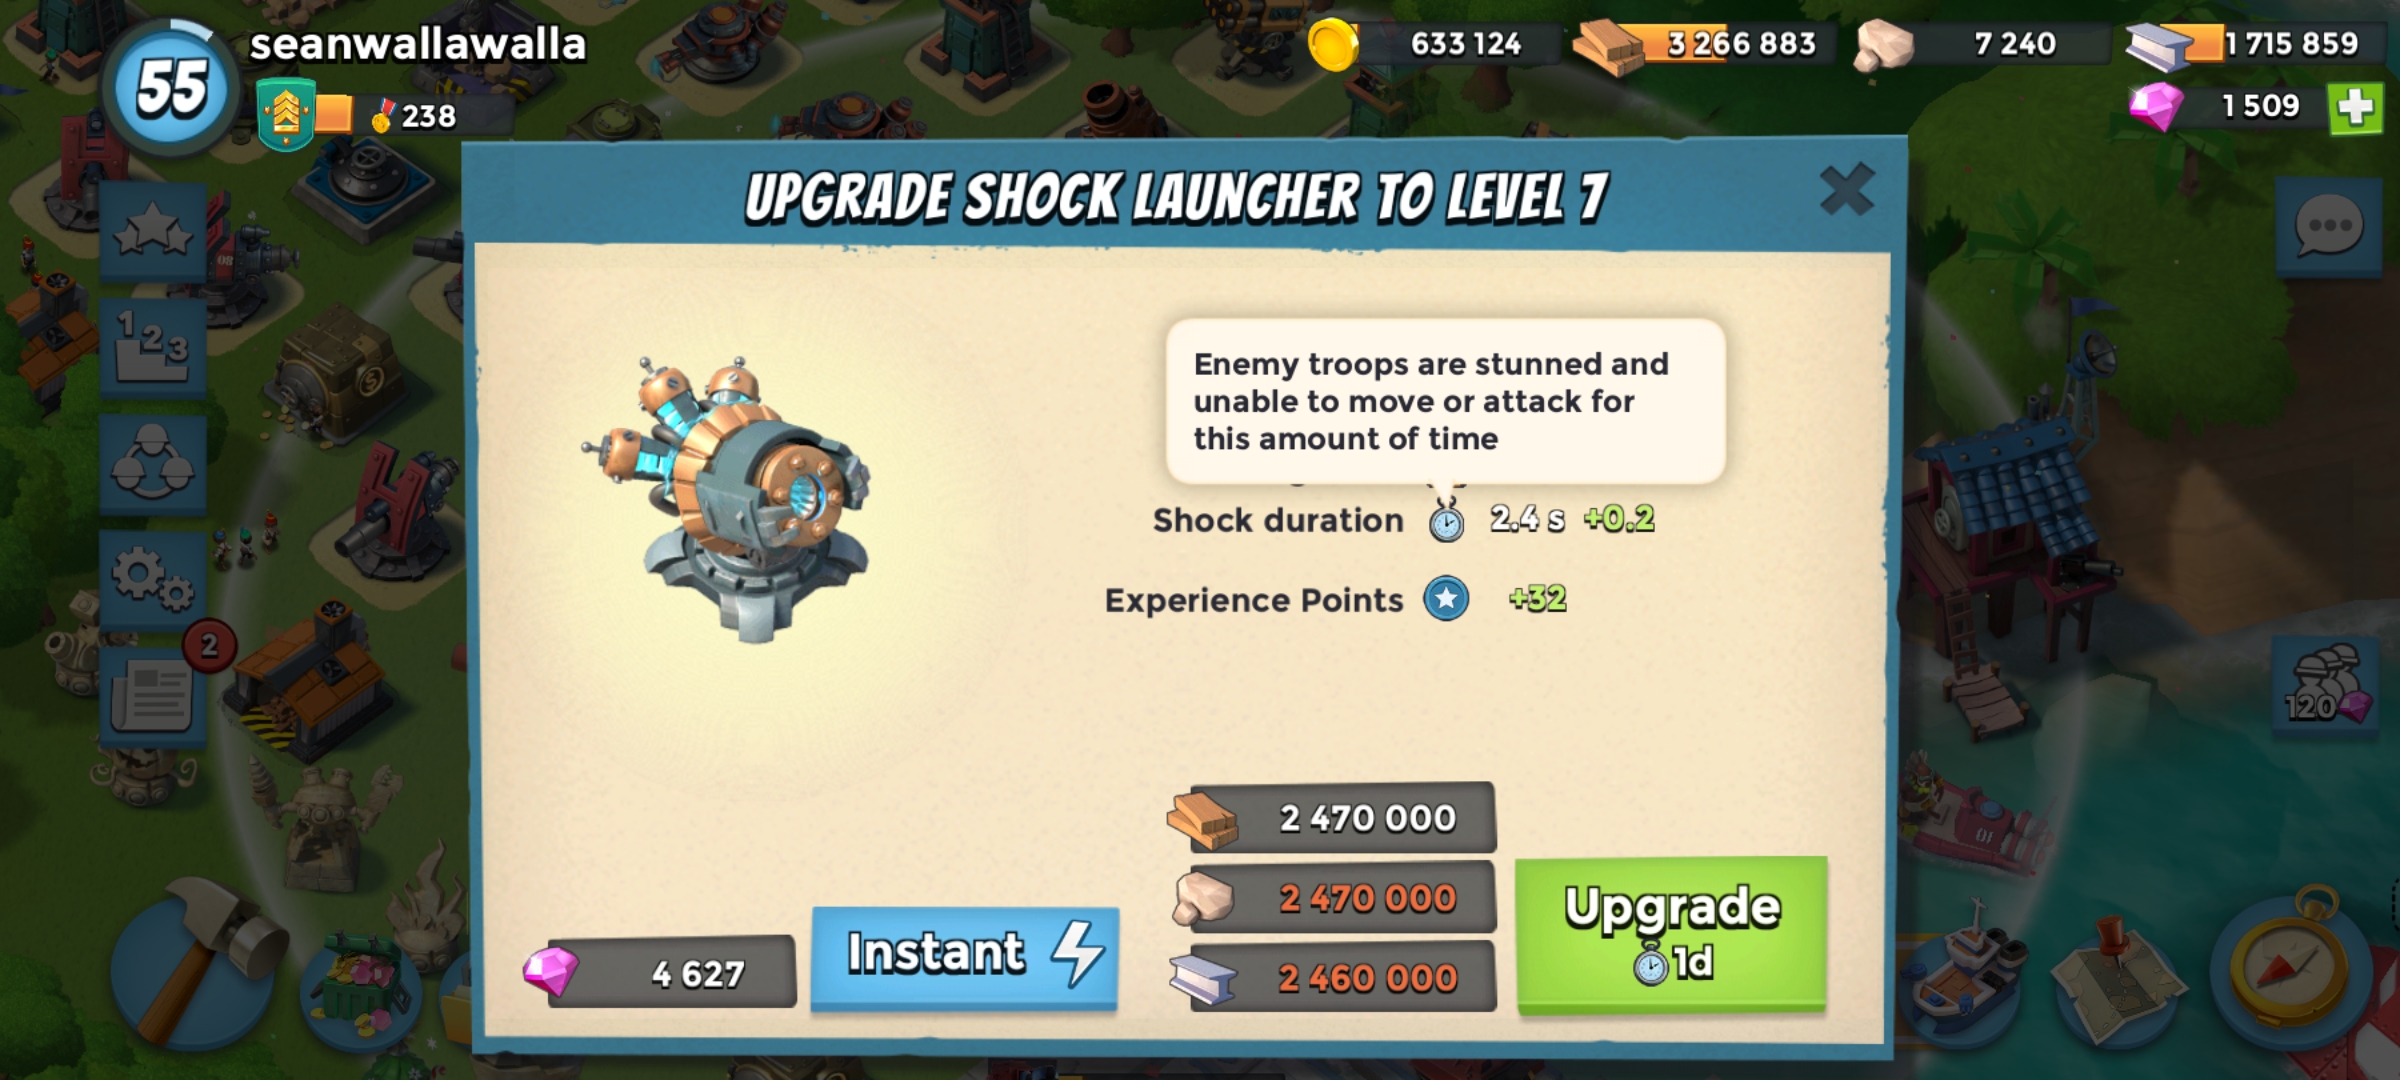 55
seanwallawalla
238
633 124
3 266 883
7 240
1 715 859
1 509
UPGRADE SHOCK LAUNCHER TO LEVEL 7
Enemy troops are stunned and
unable to move or attack for
this amount of time
Shock duration 2.4 s +0.2
Experience Points +32
1 2 3
2
120
2 470 000
2 470 000
2 460 000
4 627
Instant
Upgrade
1d